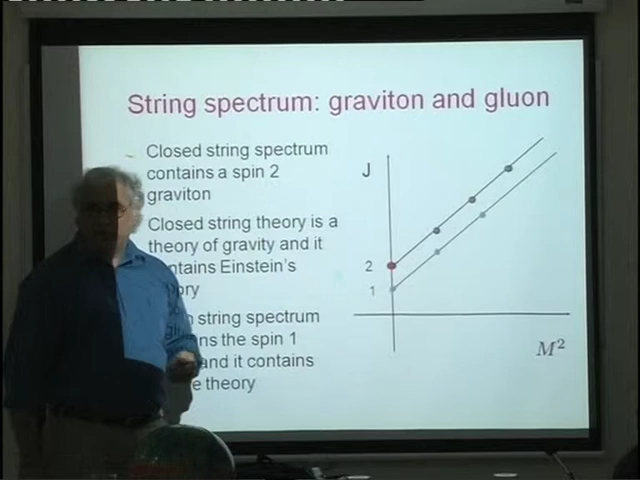 String spectrum: graviton and gluon
Closed string spectrum
contains a spin 2
graviton
Closed string theory is a
theory of gravity and it
Einstein's
string spectrum
the spin 1
and it contains
theory
J
2
1
M²